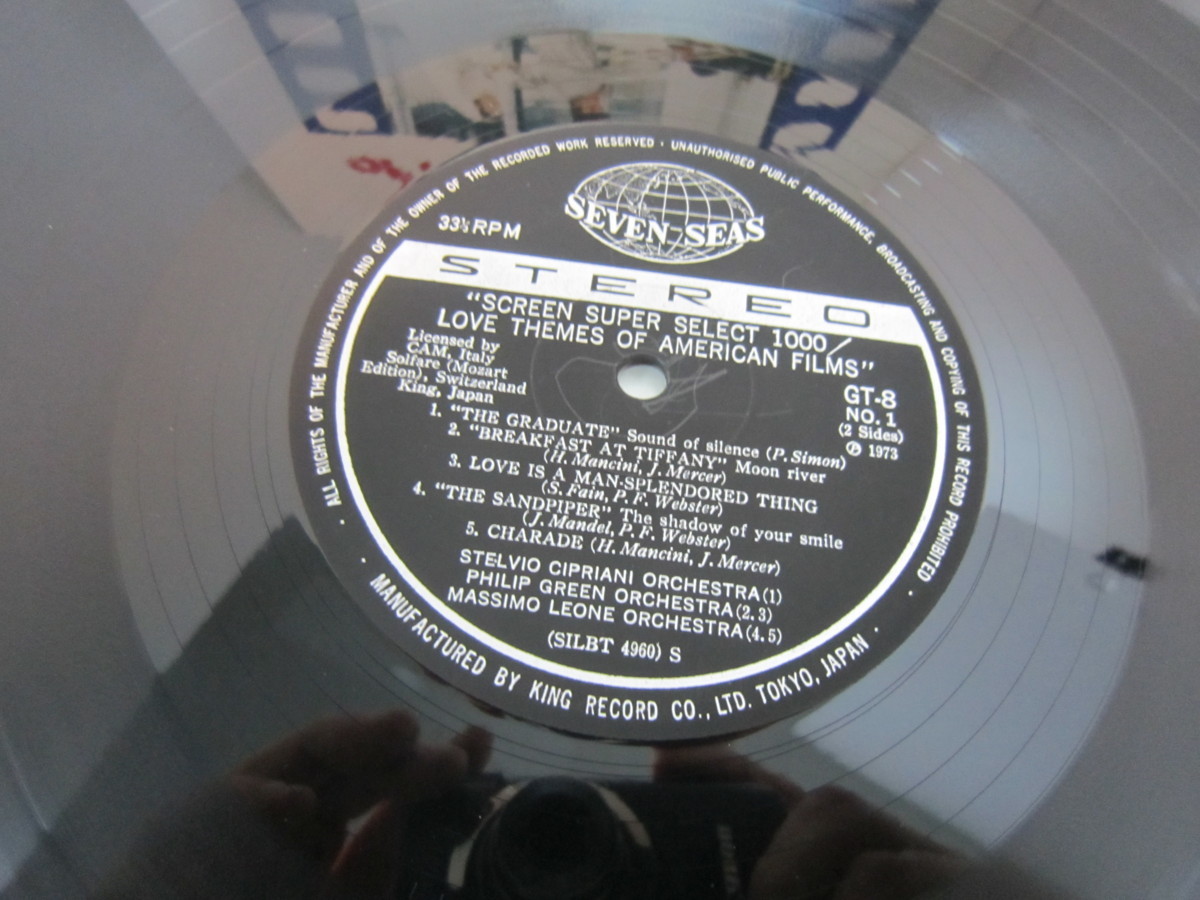 · ALL RIGHTS OF THE MANUFACTURER AND OF THE OWNER OF THE RECORDED WORK RESERVED · UNAUTHORISED PUBLIC PERFORMANCE, BROADCASTING AND COPYING OF THIS RECORD PROHIBITED ·
SEVEN SEAS
33⅓ RPM
STEREO
"SCREEN SUPER SELECT 1000/
LOVE THEMES OF AMERICAN FILMS"
Licensed by
CAM, Italy
Solfare (Mozart
Edition), Switzerland
King, Japan
GT-8
NO. 1
(2 Sides)
Ⓟ 1973
1. "THE GRADUATE" Sound of silence (P. Simon)
2. "BREAKFAST AT TIFFANY" Moon river
(H. Mancini, J. Mercer)
3. LOVE IS A MAN-SPLENDORED THING
(S. Fain, P. F. Webster)
4. "THE SANDPIPER" The shadow of your smile
(J. Mandel, P. F. Webster)
5. CHARADE (H. Mancini, J. Mercer)
STELVIO CIPRIANI ORCHESTRA(1)
PHILIP GREEN ORCHESTRA(2.3)
MASSIMO LEONE ORCHESTRA(4.5)
(SILBT 4960) S
· MANUFACTURED BY KING RECORD CO., LTD. TOKYO, JAPAN ·